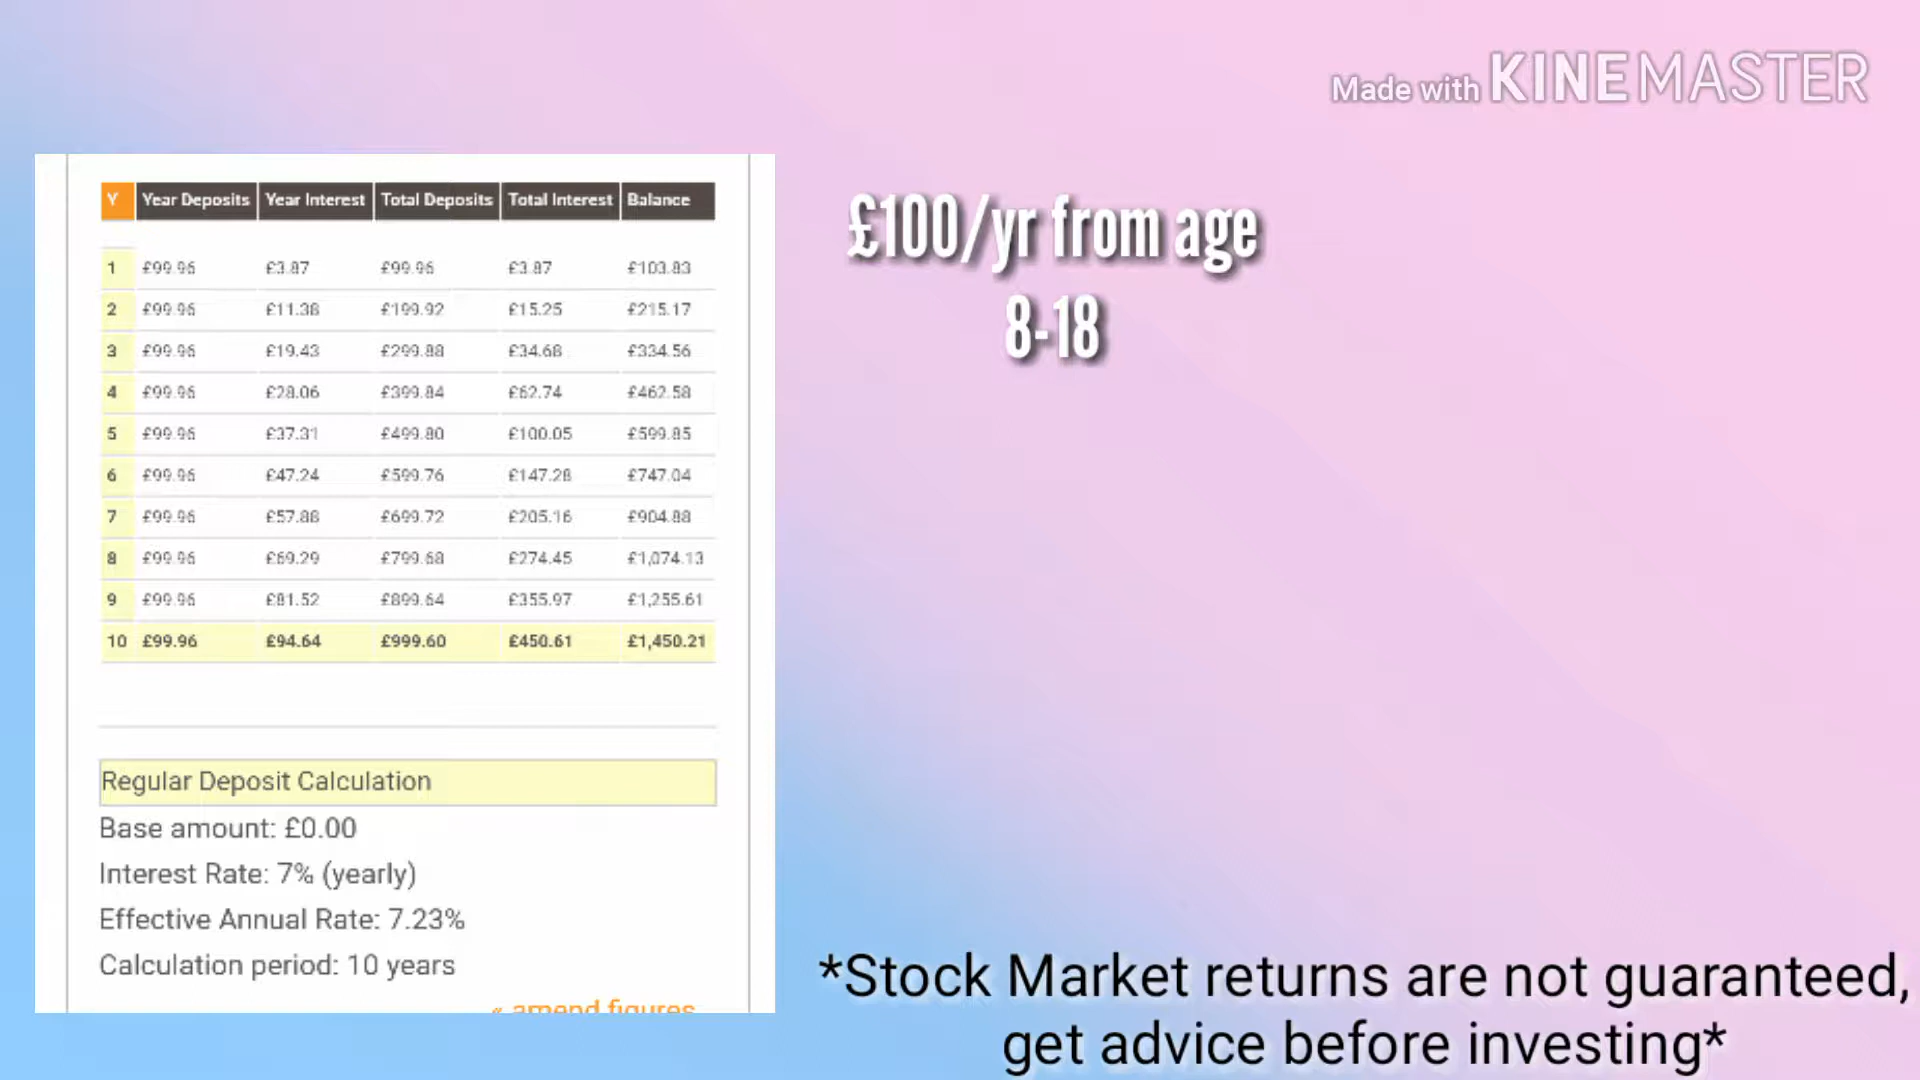 Made with KINEMASTER
Y Year Deposits Year Interest Total Deposits Total Interest Balance
1 £99.96 £3.87 £99.96 £3.87 £103.83
2 £99.96 £11.38 £199.92 £15.25 £215.17
3 £99.96 £19.43 £299.88 £34.68 £334.56
4 £99.96 £28.06 £399.84 £62.74 £462.58
5 £99.96 £37.31 £499.80 £100.05 £599.85
6 £99.96 £47.24 £599.76 £147.28 £747.04
7 £99.96 £57.88 £699.72 £205.16 £904.88
8 £99.96 £69.29 £799.68 £274.45 £1,074.13
9 £99.96 £81.52 £899.64 £355.97 £1,255.61
10 £99.96 £94.64 £999.60 £450.61 £1,450.21
Regular Deposit Calculation
Base amount: £0.00
Interest Rate: 7% (yearly)
Effective Annual Rate: 7.23%
Calculation period: 10 years
« amend figures
£100/yr from age
8-18
*Stock Market returns are not guaranteed,
get advice before investing*